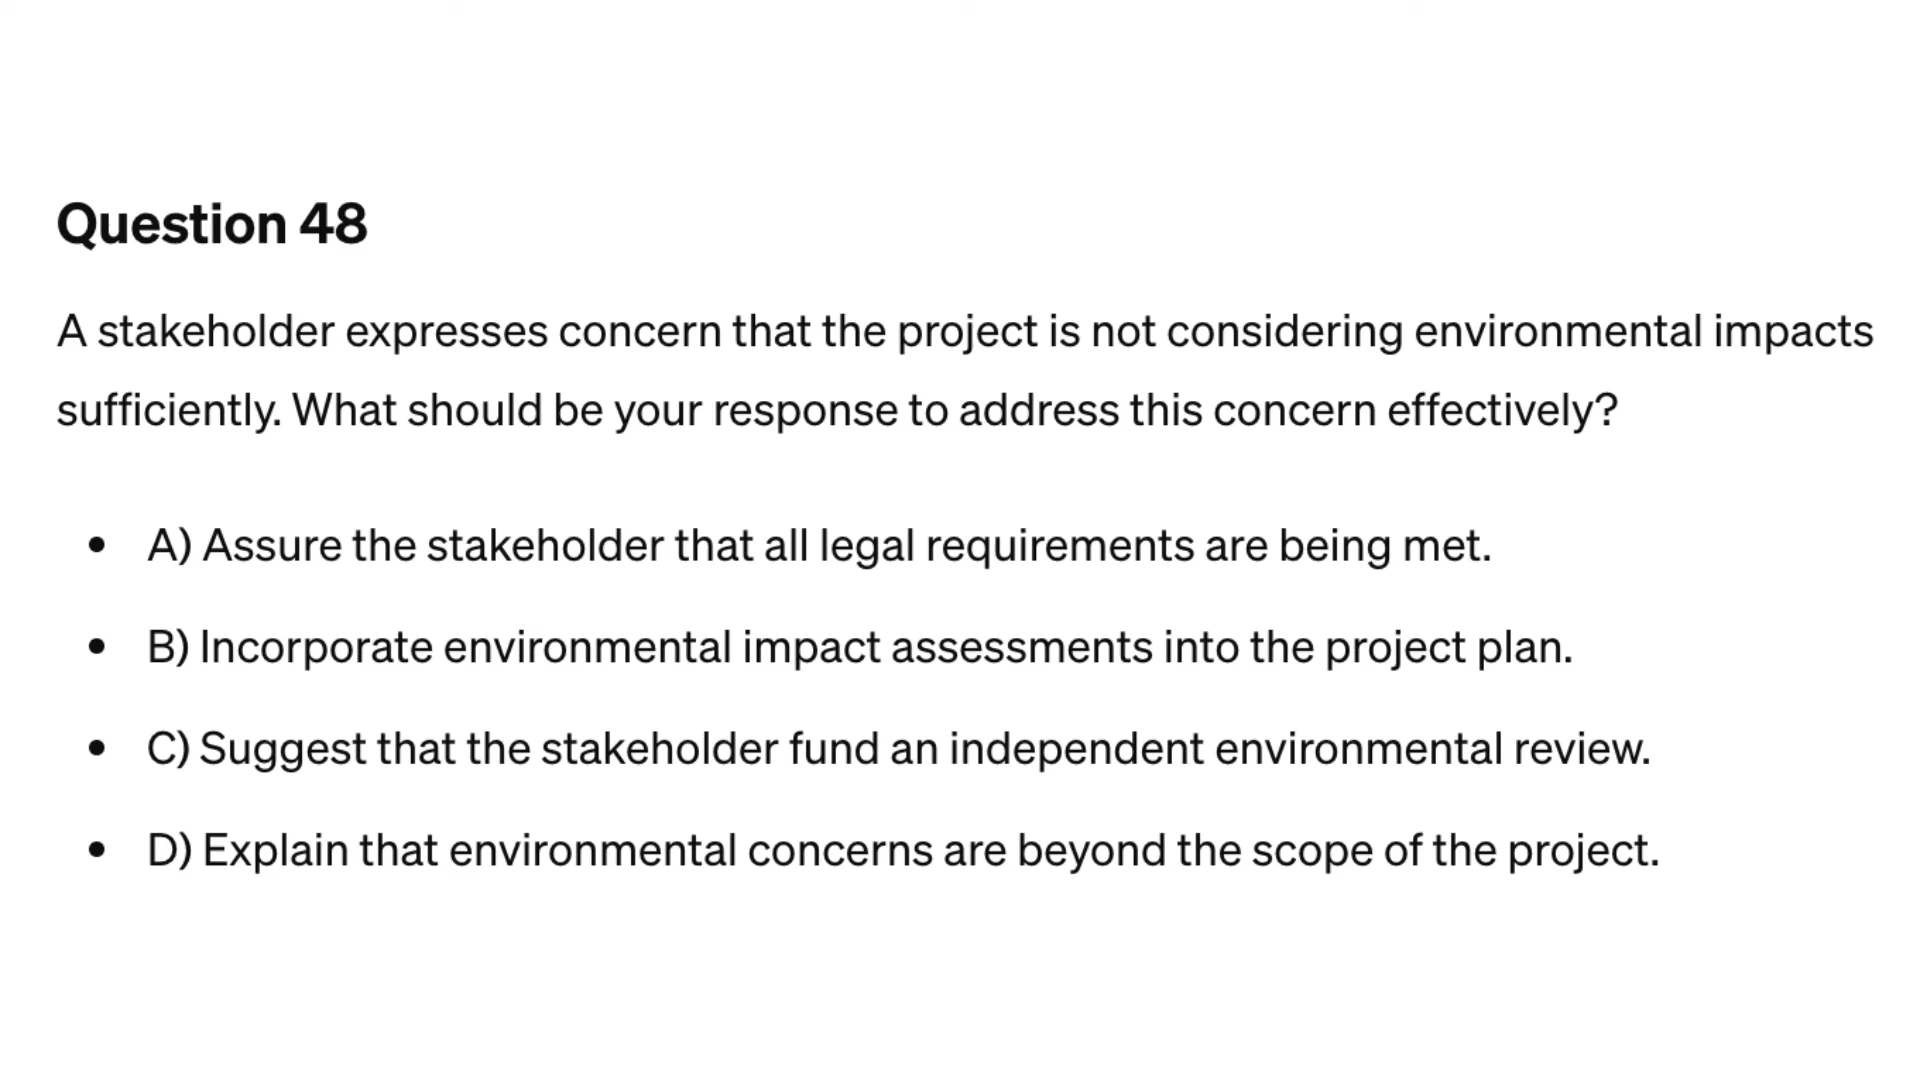 Question 48
A stakeholder expresses concern that the project is not considering environmental impacts
sufficiently. What should be your response to address this concern effectively?
• A) Assure the stakeholder that all legal requirements are being met.
• B) Incorporate environmental impact assessments into the project plan.
• C) Suggest that the stakeholder fund an independent environmental review.
• D) Explain that environmental concerns are beyond the scope of the project.